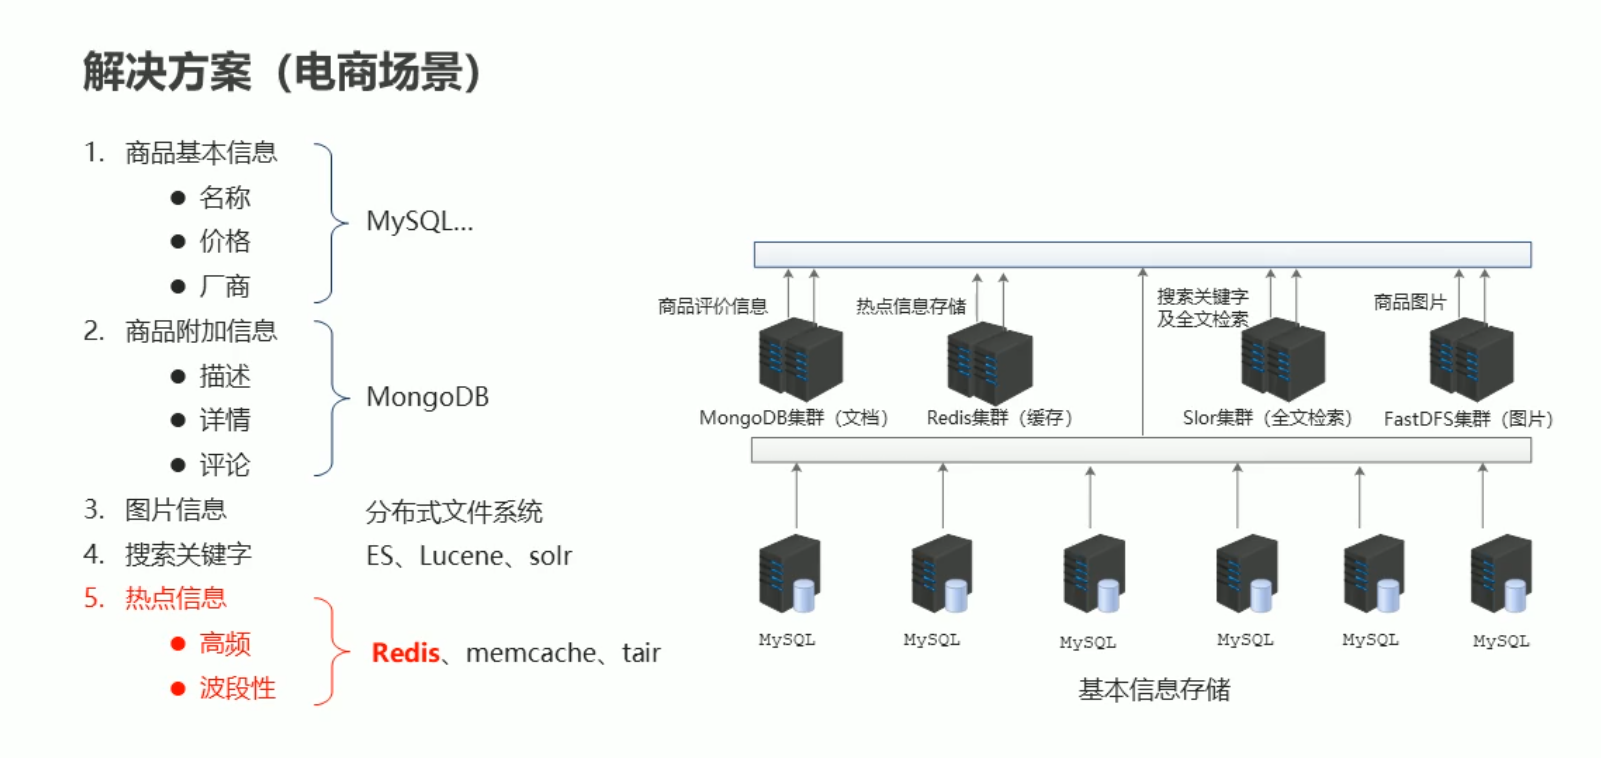 解决方案（电商场景）
1. 商品基本信息
● 名称
● 价格
● 厂商
MySQL...
2. 商品附加信息
● 描述
● 详情
● 评论
MongoDB
3. 图片信息
分布式文件系统
4. 搜索关键字
ES、Lucene、solr
5. 热点信息
● 高频
● 波段性
Redis、memcache、tair
商品评价信息
热点信息存储
搜索关键字
及全文检索
商品图片
MongoDB集群（文档）
Redis集群（缓存）
Slor集群（全文检索）
FastDFS集群（图片）
MySQL
MySQL
MySQL
MySQL
MySQL
MySQL
基本信息存储